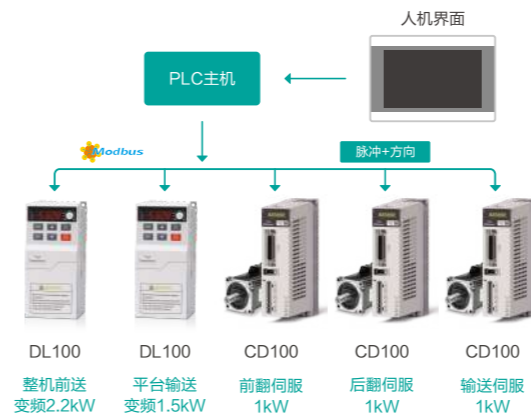 人机界面
PLC主机
Modbus
脉冲+方向
DL100
DL100
CD100
CD100
CD100
整机前送
变频2.2kW
平台输送
变频1.5kW
前翻伺服
1kW
后翻伺服
1kW
输送伺服
1kW